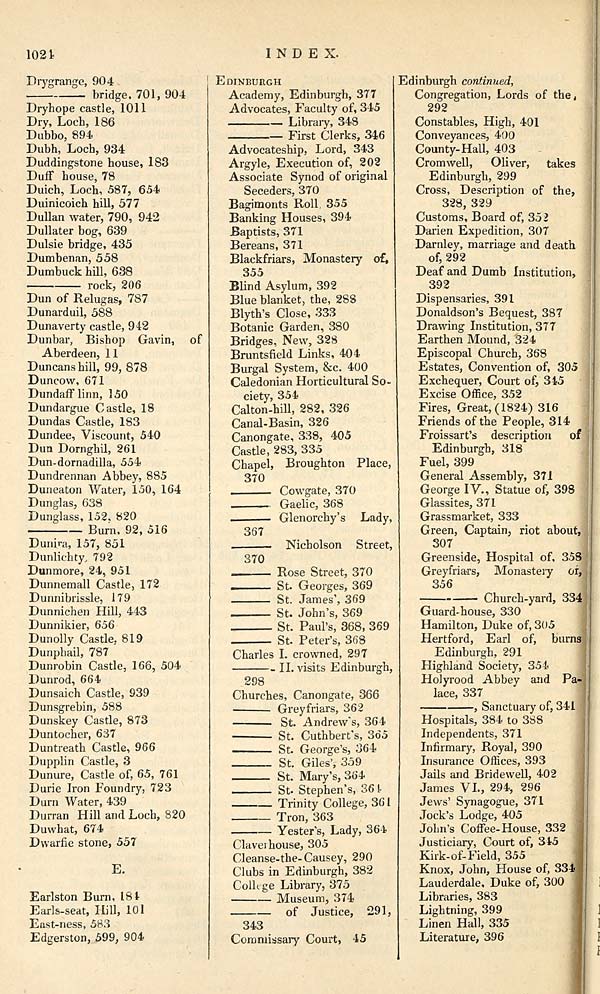 1024
INDEX.
Drygrange, 904
——— bridge, 701, 904
Dryhope castle, 1011
Dry, Loch, 186
Dubbo, 894
Dubh, Loch, 934
Duddingstone house, 183
Duff house, 78
Duich, Loch, 587, 654
Duinicoich hill, 577
Dullan water, 790, 942
Dullater bog, 639
Dulsie bridge, 435
Dumbenan, 558
Dumbuck hill, 638
——— rock, 206
Dun of Relugas, 787
Dunarduil, 588
Dunaverty castle, 942
Dunbar, Bishop Gavin, of
Aberdeen, 11
Duncans hill, 99, 878
Duncow, 671
Dundaff linn, 150
Dundargue Castle, 18
Dundas Castle, 183
Dundee, Viscount, 540
Dun Dornghil, 261
Dun-dornadilla, 554
Dundrennan Abbey, 885
Duneaton Water, 150, 164
Dunglas, 638
Dunglass, 152, 820
——— Burn, 92, 516
Dunira, 157, 851
Dunlichty, 792
Dunmore, 24, 951
Dunnemall Castle, 172
Dunnibrissle, 179
Dunnichen Hill, 443
Dunnikier, 656
Dunolly Castle, 819
Dunphail, 787
Dunrobin Castle, 166, 504
Dunrod, 664
Dunsaich Castle, 939
Dunsgrebin, 588
Dunskey Castle, 873
Duntocher, 637
Duntreath Castle, 966
Dupplin Castle, 3
Dunure, Castle of, 65, 761
Durie Iron Foundry, 723
Durn Water, 439
Durran Hill and Loch, 820
Duwhat, 674
Dwarfie stone, 557
E.
Earlston Burn, 184
Earls-seat, Hill, 101
East-ness, 583
Edgerston, 599, 904
EDINBURGH
Academy, Edinburgh, 377
Advocates, Faculty of, 345
——— Library, 348
——— First Clerks, 346
Advocateship, Lord, 343
Argyle, Execution of, 202
Associate Synod of original
Seceders, 370
Bagimonts Roll, 355
Banking Houses, 394
Baptists, 371
Bereans, 371
Blackfriars, Monastery of,
355
Blind Asylum, 392
Blue blanket, the, 288
Blyth's Close, 333
Botanic Garden, 380
Bridges, New, 328
Bruntsfield Links, 404
Burgal System, &c. 400
Caledonian Horticultural So-
ciety, 354
Calton-hill, 282, 326
Canal-Basin, 326
Canongate, 338, 405
Castle, 283, 335
Chapel, Broughton Place,
370
——— Cowgate, 370
——— Gaelic, 368
——— Glenorchy's Lady,
367
——— Nicholson Street,
370
——— Rose Street, 370
——— St. Georges, 369
——— St. James', 369
——— St. John's, 369
——— St. Paul's, 368, 369
——— St. Peter's, 368
Charles I. crowned, 297
——— II. visits Edinburgh,
298
Churches, Canongate, 366
——— Greyfriars, 362
——— St. Andrew's, 364
——— St. Cuthbert's, 365
——— St. George's, 364
——— St. Giles', 359
——— St. Mary's, 364
——— St. Stephen's, 364
——— Trinity College, 361
——— Tron, 363
——— Yester's, Lady, 364
Claverhouse, 305
Cleanse-the-Causey, 290
Clubs in Edinburgh, 382
College Library, 375
——— Museum, 374
——— of Justice, 291,
343
Commissary Court, 45
Edinburgh continued,
Congregation, Lords of the,
292
Constables, High, 401
Conveyances, 400
County-Hall, 403
Cromwell, Oliver, takes
Edinburgh, 299
Cross, Description of the,
328, 329
Customs, Board of, 352
Darien Expedition, 307
Darnley, marriage and death
of, 292
Deaf and Dumb Institution,
392
Dispensaries, 391
Donaldson's Bequest, 387
Drawing Institution, 377
Earthen Mound, 324
Episcopal Church, 368
Estates, Convention of, 305
Exchequer, Court of, 345
Excise Office, 352
Fires, Great, (1824) 316
Friends of the People, 314
Froissart's description of
Edinburgh, 318
Fuel, 399
General Assembly, 371
George IV., Statue of, 398
Glassites, 371
Grassmarket, 333
Green, Captain, riot about,
307
Greenside, Hospital of, 358
Greyfriars, Monastery of,
356
——— Church-yard, 334
Guard-house, 330
Hamilton, Duke of, 305
Hertford, Earl of, burns
Edinburgh, 291
Highland Society, 354
Holyrood Abbey and Pa-
lace, 337
———, Sanctuary of, 341
Hospitals, 384 to 388
Independents, 371
Infirmary, Royal, 390
Insurance Offices, 393
Jails and Bridewell, 402
James VI., 294, 296
Jews' Synagogue, 371
Jock's Lodge, 405
John's Coffee-House, 332
Justiciary, Court of, 345
Kirk-of-Field, 355
Knox, John, House of, 334
Lauderdale, Duke of, 300
Libraries, 383
Lightning, 399
Linen Hall, 335
Literature, 396